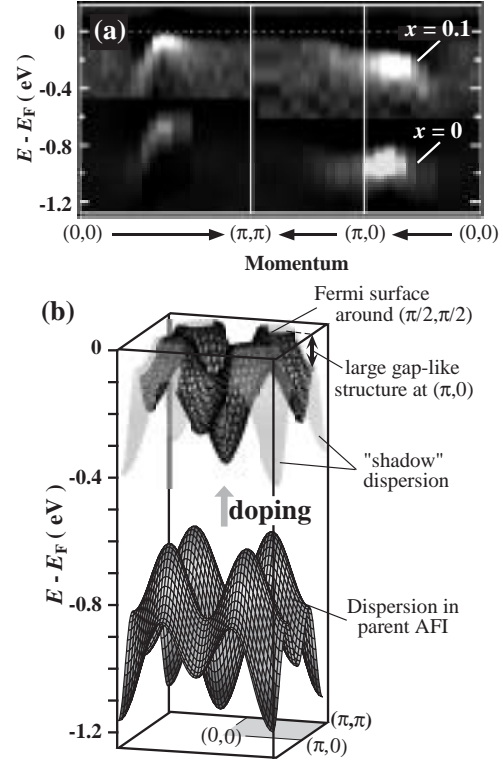 (a)
x = 0.1
x = 0
0
-0.4
-0.8
-1.2
E - EF ( eV )
(0,0)
(π,π)
(π,0)
(0,0)
Momentum
(b)
Fermi surface
around (π/2,π/2)
0
large gap-like
structure at (π,0)
"shadow"
dispersion
-0.4
doping
E - EF ( eV )
-0.8
Dispersion in
parent AFI
-1.2
(0,0)
(π,π)
(π,0)